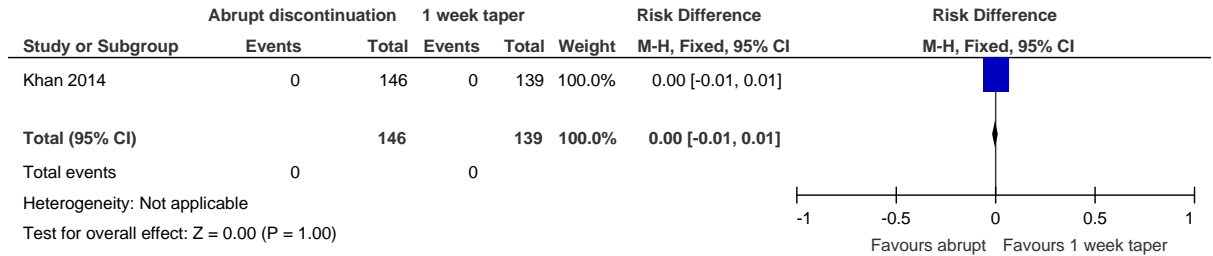 Abrupt discontinuation 1 week taper Risk Difference Risk Difference
Study or Subgroup Events Total Events Total Weight M-H, Fixed, 95% CI M-H, Fixed, 95% CI
Khan 2014 0 146 0 139 100.0% 0.00 [-0.01, 0.01]
Total (95% CI) 146 139 100.0% 0.00 [-0.01, 0.01]
Total events 0 0
Heterogeneity: Not applicable
Test for overall effect: Z = 0.00 (P = 1.00)
-1 -0.5 0 0.5 1
Favours abrupt Favours 1 week taper